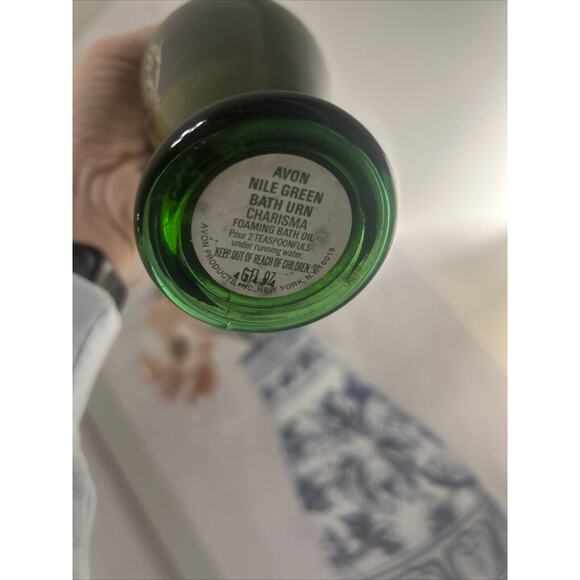 AVON
NILE GREEN
BATH URN
CHARISMA
FOAMING BATH OIL
Pour 2 TEASPOONFULS
under running water.
KEEP OUT OF REACH OF CHILDREN
6 FL OZ
AVON PRODUCTS, INC., NEW YORK, N.Y. 10019